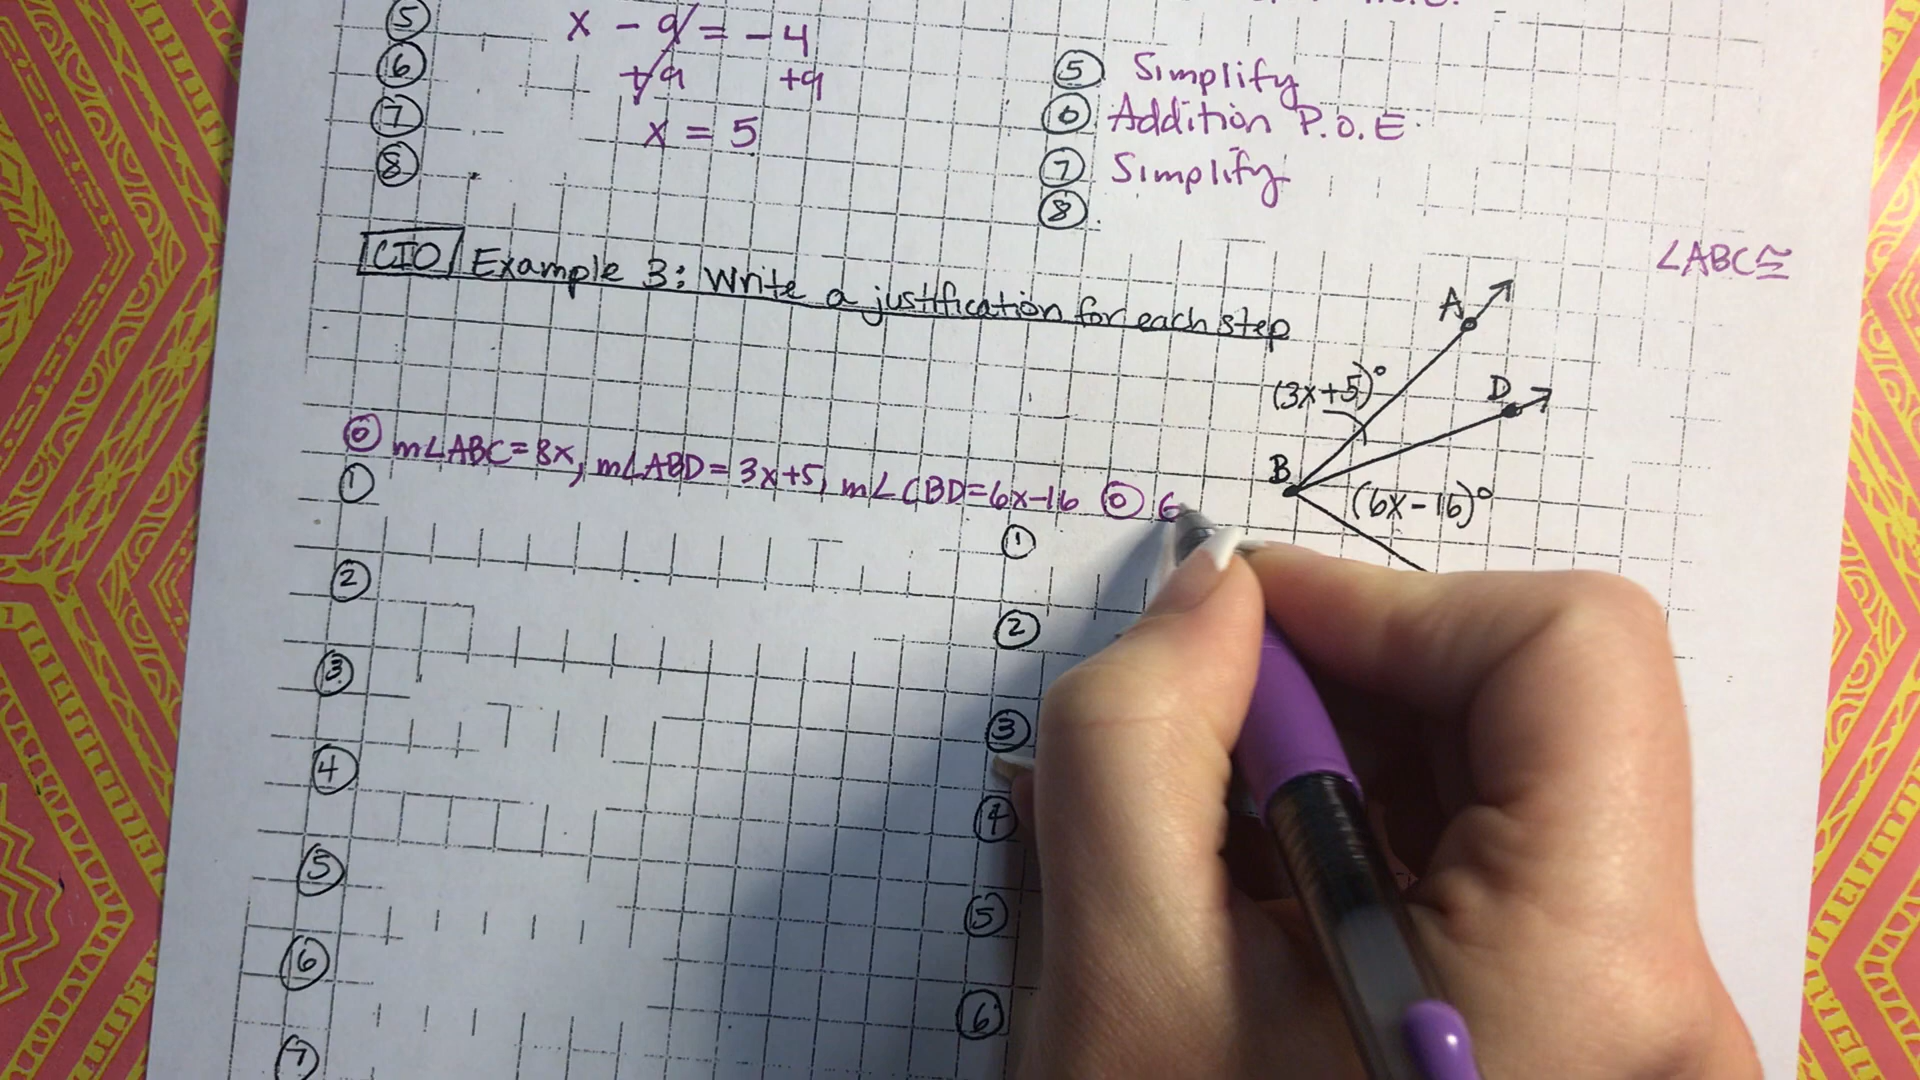 ⑤ x - 9 = -4
⑥ +9 +9
⑦ x = 5
⑧
⑤ Simplify
⑥ Addition P.O.E.
⑦ Simplify
⑧
CIO Example 3: Write a justification for each step
∠ABC≅
A
(3x+5)°
D
B
(6x-16)°
⓪ m∠ABC=8x, m∠ABD=3x+5, m∠CBD=6x-16 ⓪ G
①
②
③
④
⑤
⑥
⑦
①
②
③
④
⑤
⑥